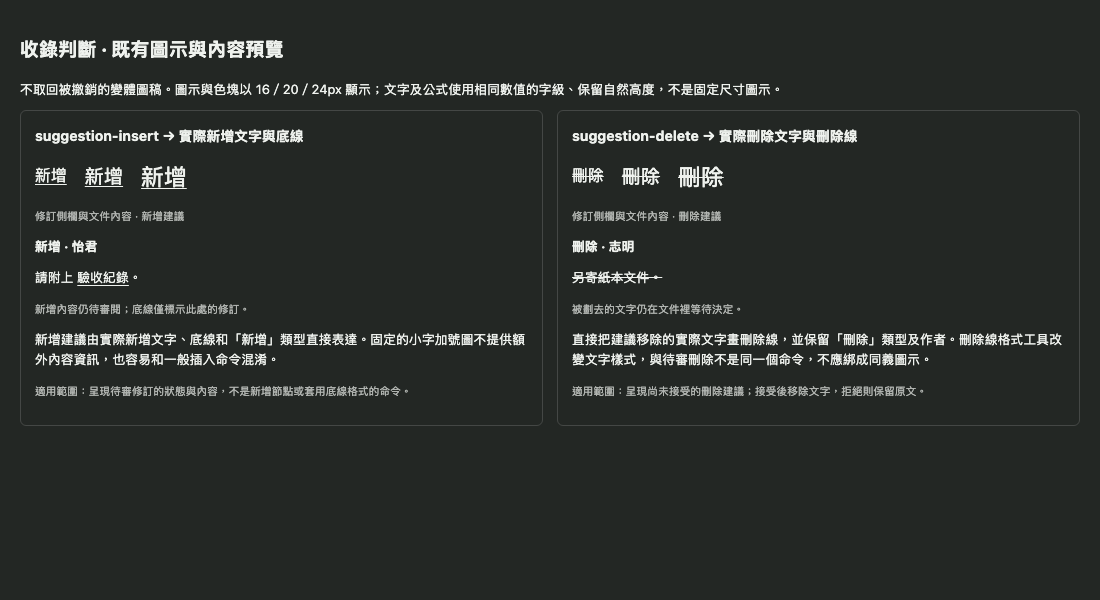 收錄判斷 · 既有圖示與內容預覽
不取回被撤銷的變體圖稿。圖示與色塊以 16 / 20 / 24px 顯示；文字及公式使用相同數值的字級、保留自然高度，不是固定尺寸圖示。
suggestion-insert → 實際新增文字與底線
新增 新增 新增
修訂側欄與文件內容 · 新增建議
新增 · 怡君
請附上 驗收紀錄。
新增內容仍待審閱；底線僅標示此處的修訂。
新增建議由實際新增文字、底線和「新增」類型直接表達。固定的小字加號圖不提供額
外內容資訊，也容易和一般插入命令混淆。
適用範圍：呈現待審修訂的狀態與內容，不是新增節點或套用底線格式的命令。
suggestion-delete → 實際刪除文字與刪除線
刪除 刪除 刪除
修訂側欄與文件內容 · 刪除建議
刪除 · 志明
另寄紙本文件。
被劃去的文字仍在文件裡等待決定。
直接把建議移除的實際文字畫刪除線，並保留「刪除」類型及作者。刪除線格式工具改
變文字樣式，與待審刪除不是同一個命令，不應綁成同義圖示。
適用範圍：呈現尚未接受的刪除建議；接受後移除文字，拒絕則保留原文。